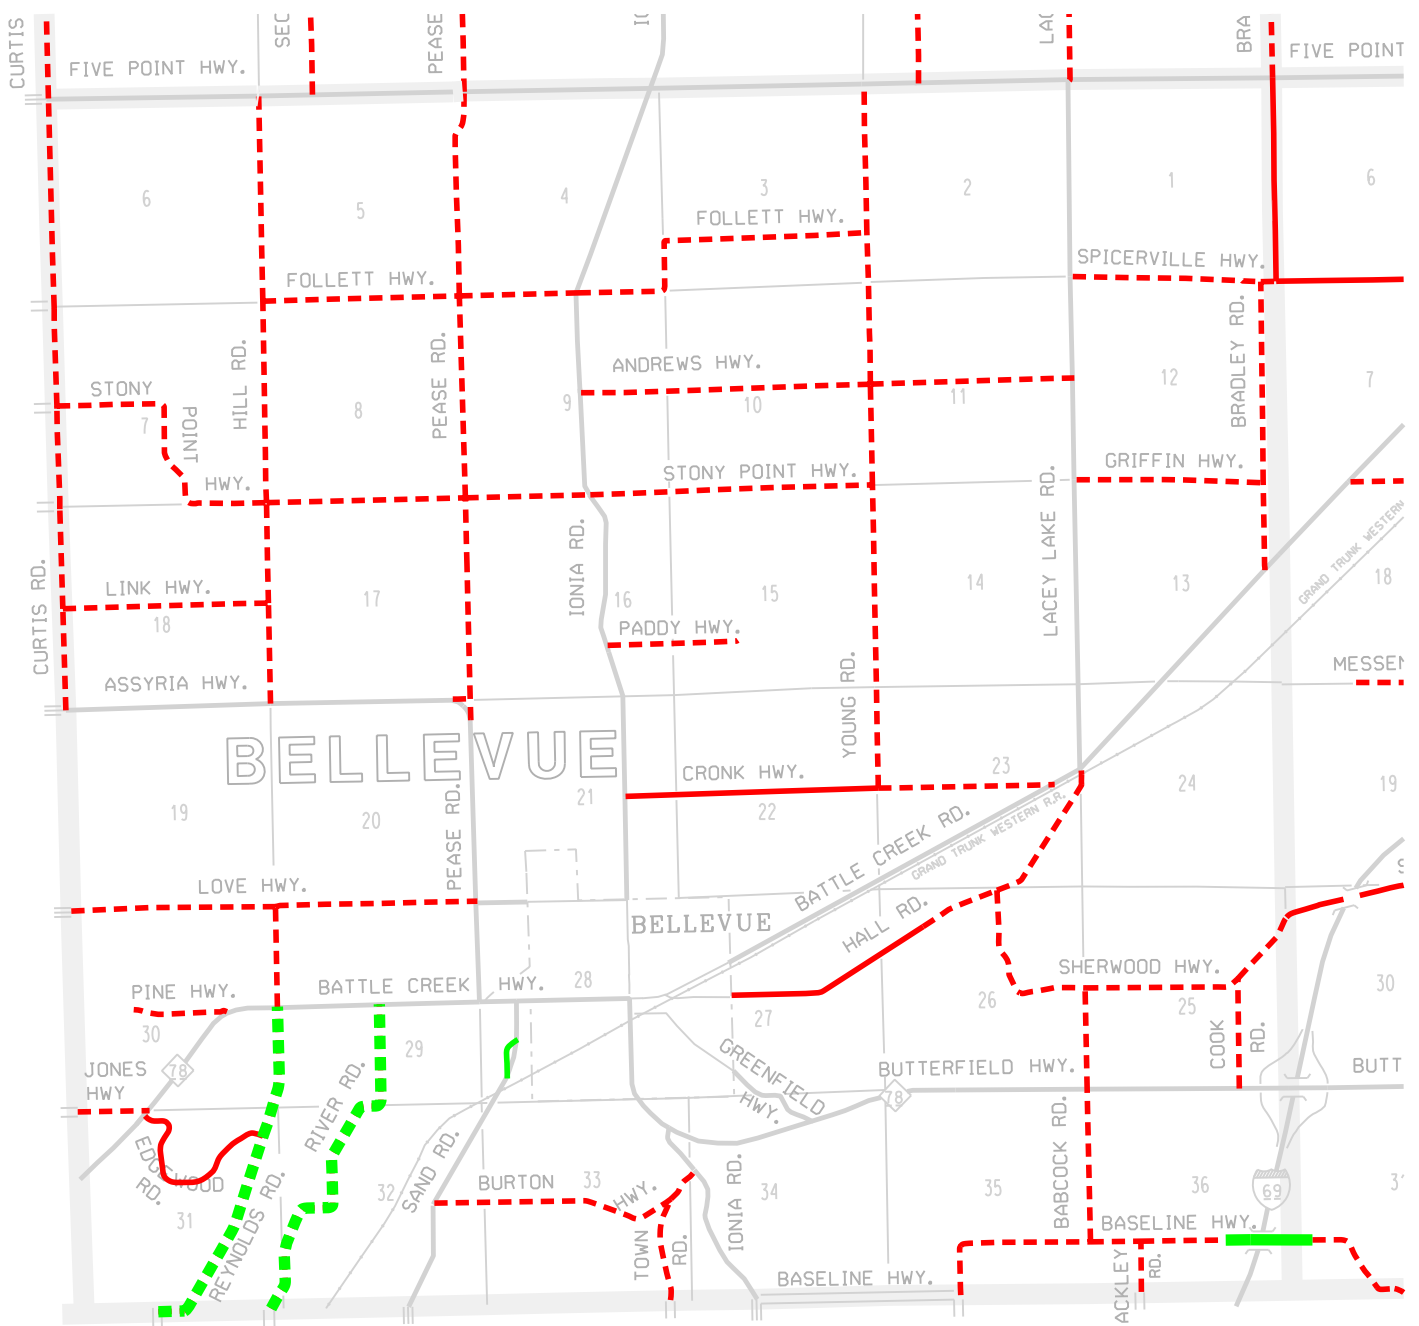 CURTIS
FIVE POINT HWY.
SEC
PEASE
LAC
BRA
FIVE POINT
6
5
4
3
2
1
6
FOLLETT HWY.
FOLLETT HWY.
SPICERVILLE HWY.
STONY
POINT
HWY.
HILL RD.
PEASE RD.
ANDREWS HWY.
BRADLEY RD.
7
8
9
10
11
12
7
STONY POINT HWY.
GRIFFIN HWY.
LACEY LAKE RD.
IONIA RD.
GRAND TRUNK WESTERN
CURTIS RD.
LINK HWY.
18
17
16
15
14
13
18
PADDY HWY.
ASSYRIA HWY.
YOUNG RD.
MESSEN
BELLEVUE
CRONK HWY.
19
20
21
22
23
24
19
PEASE RD.
BATTLE CREEK RD.
GRAND TRUNK WESTERN R.R.
LOVE HWY.
BELLEVUE
HALL RD.
S
PINE HWY.
BATTLE CREEK HWY.
SHERWOOD HWY.
30
29
28
27
26
25
30
JONES
HWY
78
RIVER RD.
GREENFIELD
HWY.
BUTTERFIELD HWY.
78
COOK
RD.
BUTT
EDGEWOOD
RD.
REYNOLDS RD.
SAND RD.
BURTON
HWY.
TOWN
RD.
IONIA RD.
BABCOCK RD.
31
32
33
34
35
36
31
69
BASELINE HWY.
BASELINE HWY.
ACKLEY
RD.